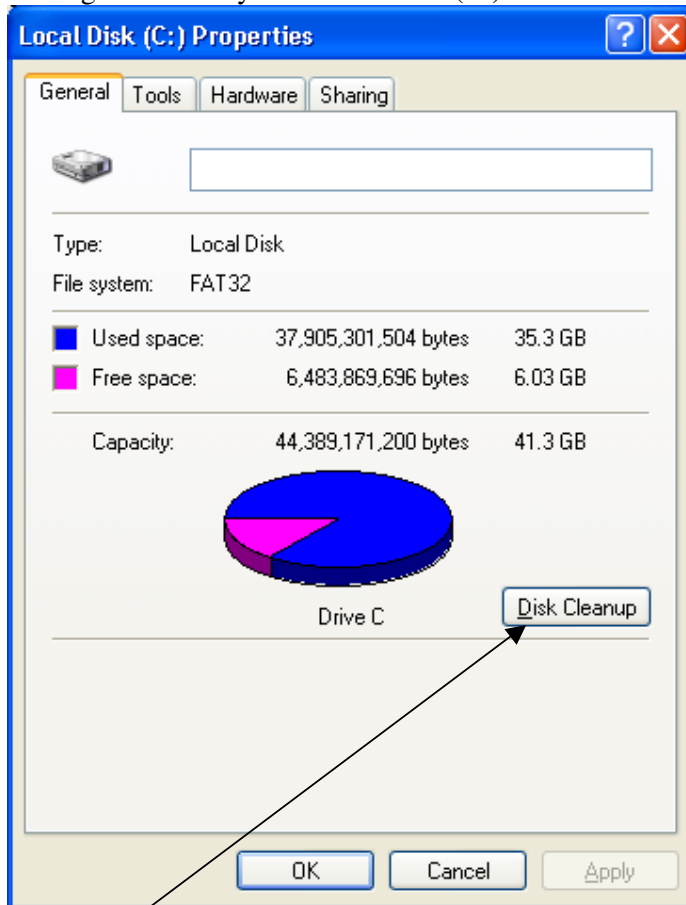 Local Disk (C:) Properties
General Tools Hardware Sharing
Type: Local Disk
File system: FAT32
Used space: 37,905,301,504 bytes 35.3 GB
Free space: 6,483,869,696 bytes 6.03 GB
Capacity: 44,389,171,200 bytes 41.3 GB
Drive C
Disk Cleanup
OK Cancel Apply